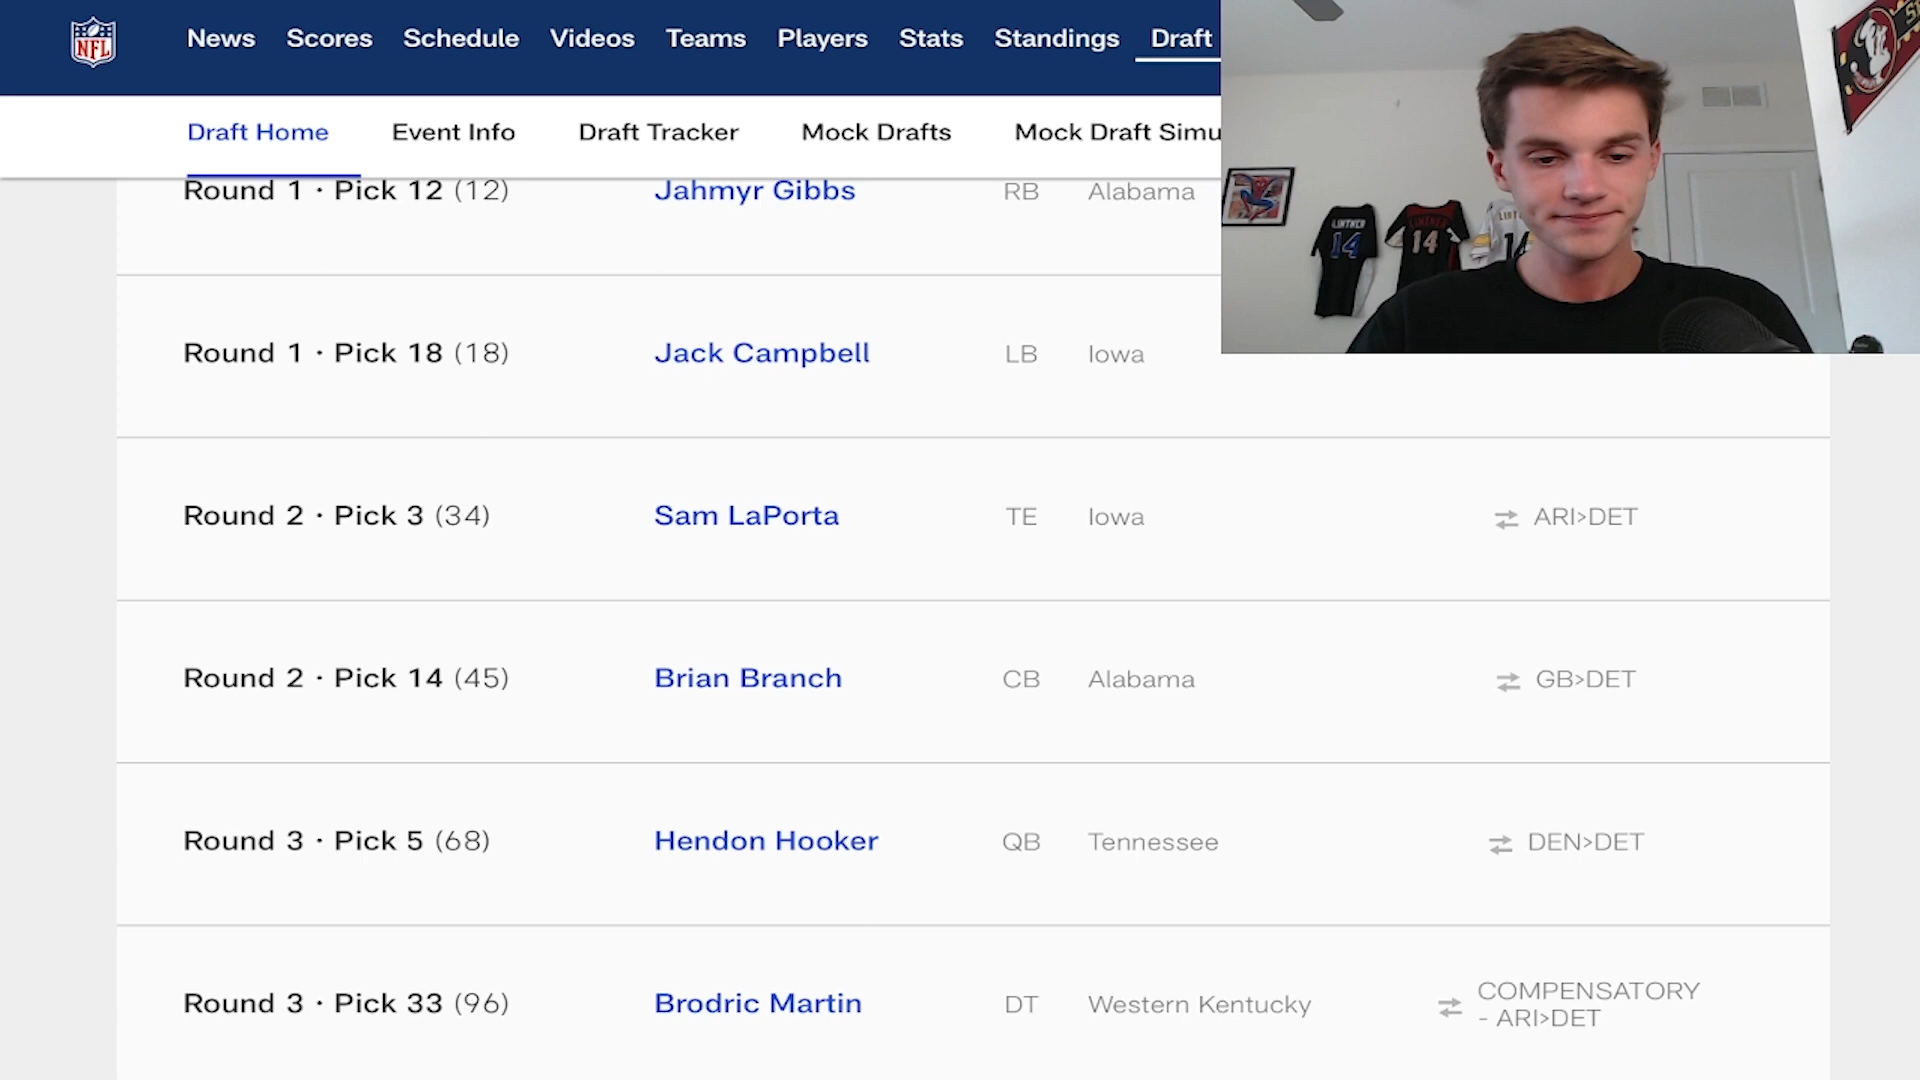 NFL
News Scores Schedule Videos Teams Players Stats Standings Draft
Draft Home Event Info Draft Tracker Mock Drafts Mock Draft Simu
Round 1 · Pick 12 (12) Jahmyr Gibbs RB Alabama
Round 1 · Pick 18 (18) Jack Campbell LB Iowa
Round 2 · Pick 3 (34) Sam LaPorta TE Iowa ARI>DET
Round 2 · Pick 14 (45) Brian Branch CB Alabama GB>DET
Round 3 · Pick 5 (68) Hendon Hooker QB Tennessee DEN>DET
Round 3 · Pick 33 (96) Brodric Martin DT Western Kentucky COMPENSATORY
- ARI>DET
LINTNER
14
LINTNER
14
14